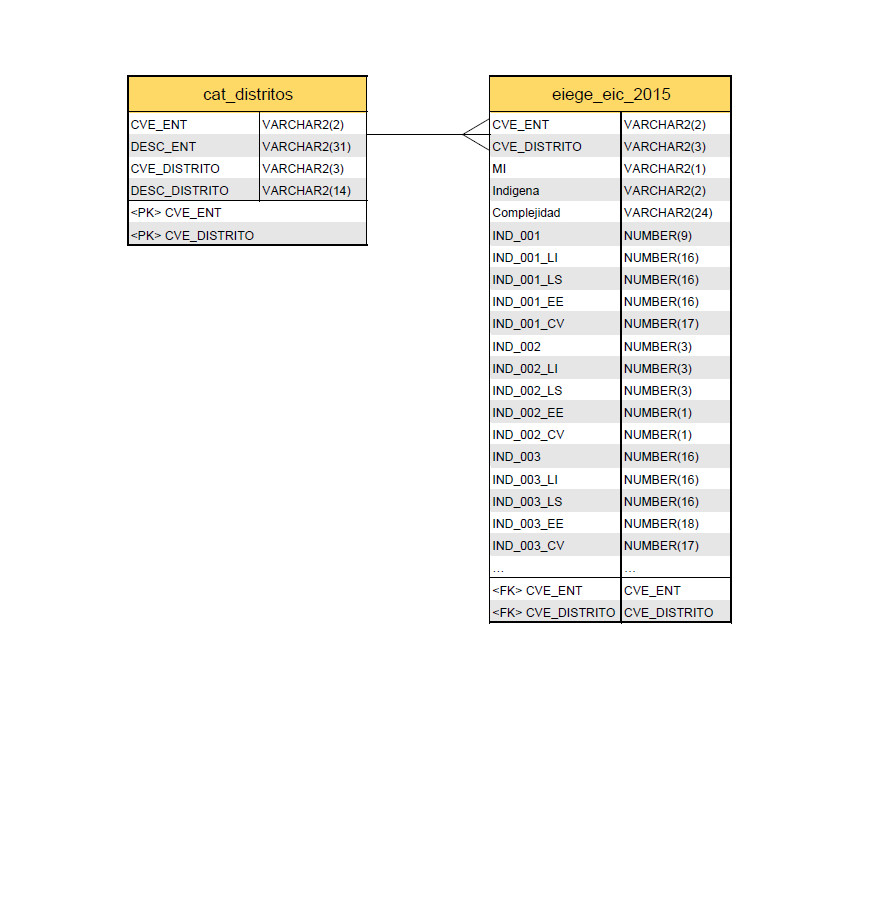 cat_distritos
CVE_ENT VARCHAR2(2)
DESC_ENT VARCHAR2(31)
CVE_DISTRITO VARCHAR2(3)
DESC_DISTRITO VARCHAR2(14)
<PK> CVE_ENT
<PK> CVE_DISTRITO
eiege_eic_2015
CVE_ENT VARCHAR2(2)
CVE_DISTRITO VARCHAR2(3)
MI VARCHAR2(1)
Indigena VARCHAR2(2)
Complejidad VARCHAR2(24)
IND_001 NUMBER(9)
IND_001_LI NUMBER(16)
IND_001_LS NUMBER(16)
IND_001_EE NUMBER(16)
IND_001_CV NUMBER(17)
IND_002 NUMBER(3)
IND_002_LI NUMBER(3)
IND_002_LS NUMBER(3)
IND_002_EE NUMBER(1)
IND_002_CV NUMBER(1)
IND_003 NUMBER(16)
IND_003_LI NUMBER(16)
IND_003_LS NUMBER(16)
IND_003_EE NUMBER(18)
IND_003_CV NUMBER(17)
... ...
<FK> CVE_ENT CVE_ENT
<FK> CVE_DISTRITO CVE_DISTRITO